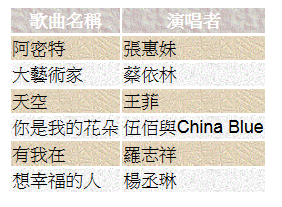 歌曲名稱 演唱者
阿密特 張惠妹
大藝術家 蔡依林
天空 王菲
你是我的花朵 伍佰與China Blue
有我在 羅志祥
想幸福的人 楊丞琳